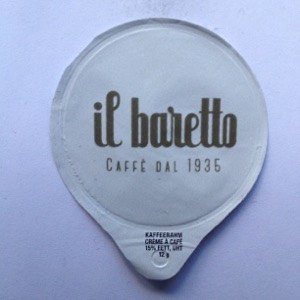 il baretto
CAFFÈ DAL 1935
KAFFEERAHM
CRÈME À CAFÉ
15% FETT, UHT
12 g